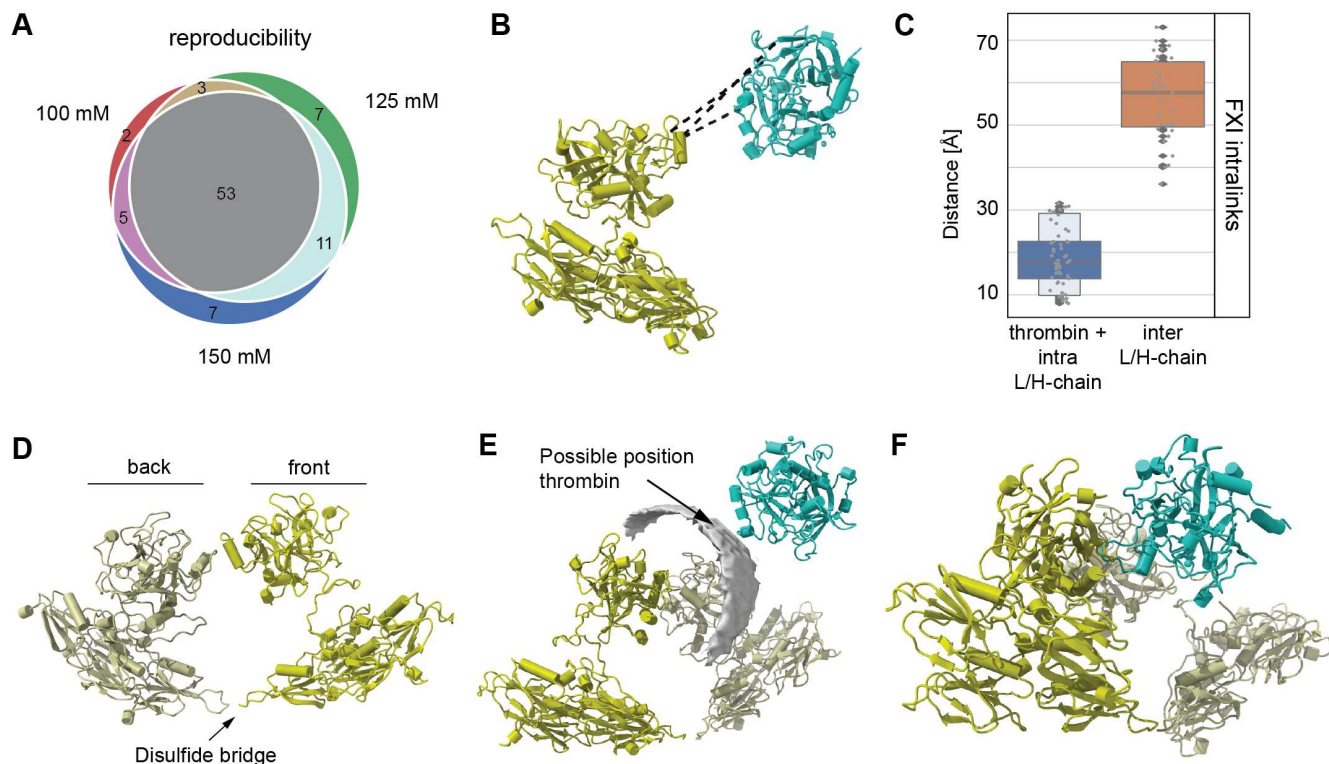 A
reproducibility
3
7
125 mM
100 mM
2
53
5
11
7
150 mM
B
C
Distance [Å]
70
50
30
10
thrombin +
intra
L/H-chain
inter
L/H-chain
FXI intralinks
D
back
front
Disulfide bridge
E
Possible position
thrombin
F